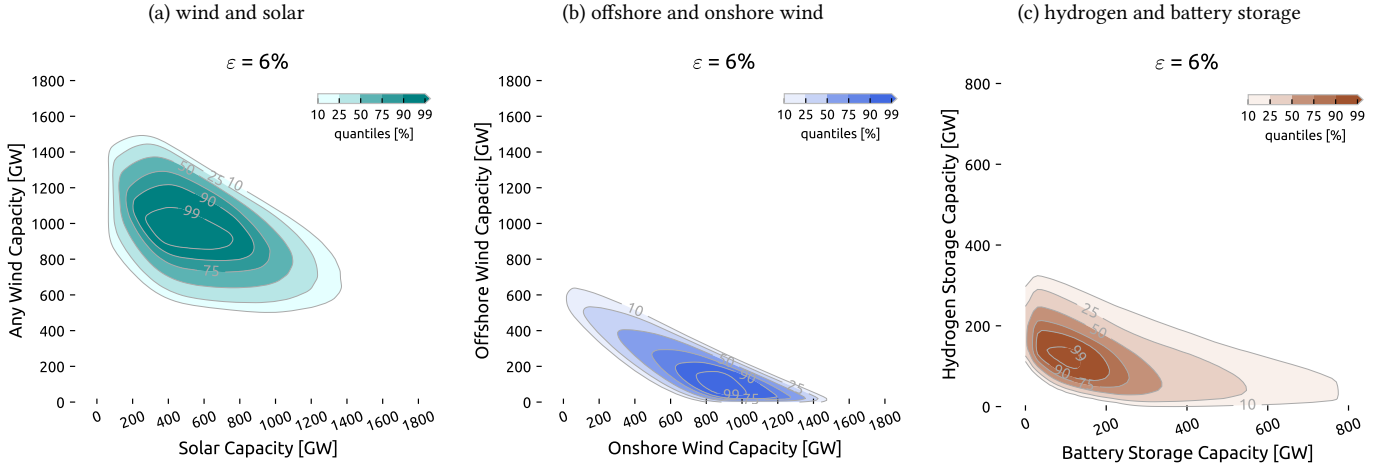 (a) wind and solar
ε = 6%
1800
1600
1400
1200
1000
800
600
400
200
0
Any Wind Capacity [GW]
10 25 50 75 90 99
quantiles [%]
50 25 10
90
99
75
0 200 400 600 800 1000 1200 1400 1600 1800
Solar Capacity [GW]
(b) offshore and onshore wind
ε = 6%
1800
1600
1400
1200
1000
800
600
400
200
0
Offshore Wind Capacity [GW]
10 25 50 75 90 99
quantiles [%]
10
50
90
25
99 75
0 200 400 600 800 1000 1200 1400 1600 1800
Onshore Wind Capacity [GW]
(c) hydrogen and battery storage
ε = 6%
800
600
400
200
0
Hydrogen Storage Capacity [GW]
10 25 50 75 90 99
quantiles [%]
25
50
99
90 75
10
0 200 400 600 800
Battery Storage Capacity [GW]